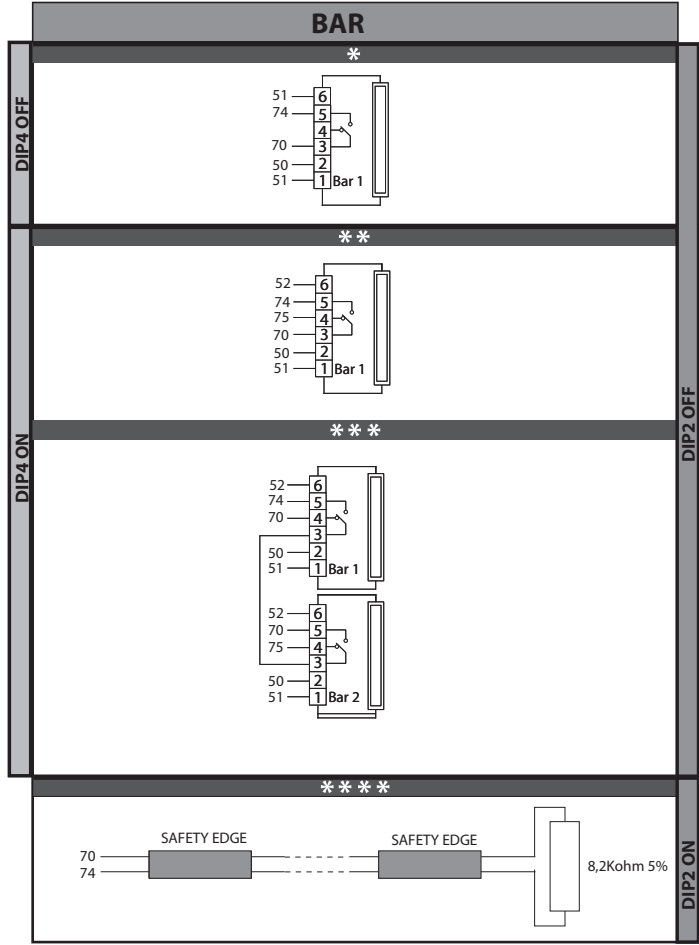 BAR
*
DIP4 OFF
51 6
74 5
4
70 3
50 2
51 1 Bar 1
**
DIP4 ON
DIP2 OFF
52 6
74 5
75 4
70 3
50 2
51 1 Bar 1
***
52 6
74 5
70 4
3
50 2
51 1 Bar 1
52 6
70 5
75 4
3
50 2
51 1 Bar 2
****
DIP2 ON
SAFETY EDGE SAFETY EDGE
70
74
8,2Kohm 5%